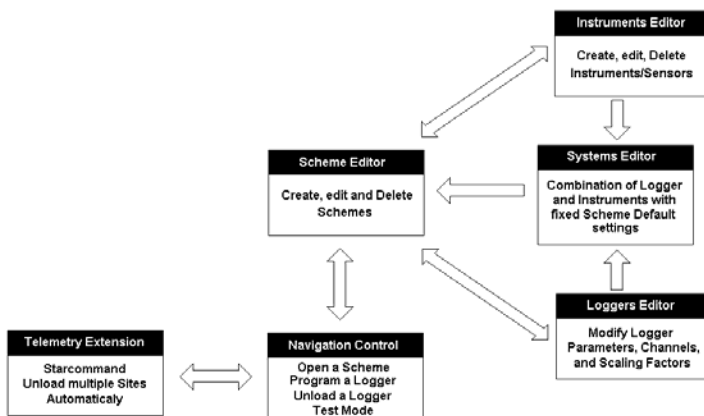 Instruments Editor
Create, edit, Delete
Instruments/Sensors
Scheme Editor
Create, edit and Delete
Schemes
Systems Editor
Combination of Logger
and Instruments with
fixed Scheme Default
settings
Loggers Editor
Modify Logger
Parameters, Channels,
and Scaling Factors
Telemetry Extension
Starcommand
Unload multiple Sites
Automaticaly
Navigation Control
Open a Scheme
Program a Logger
Unload a Logger
Test Mode